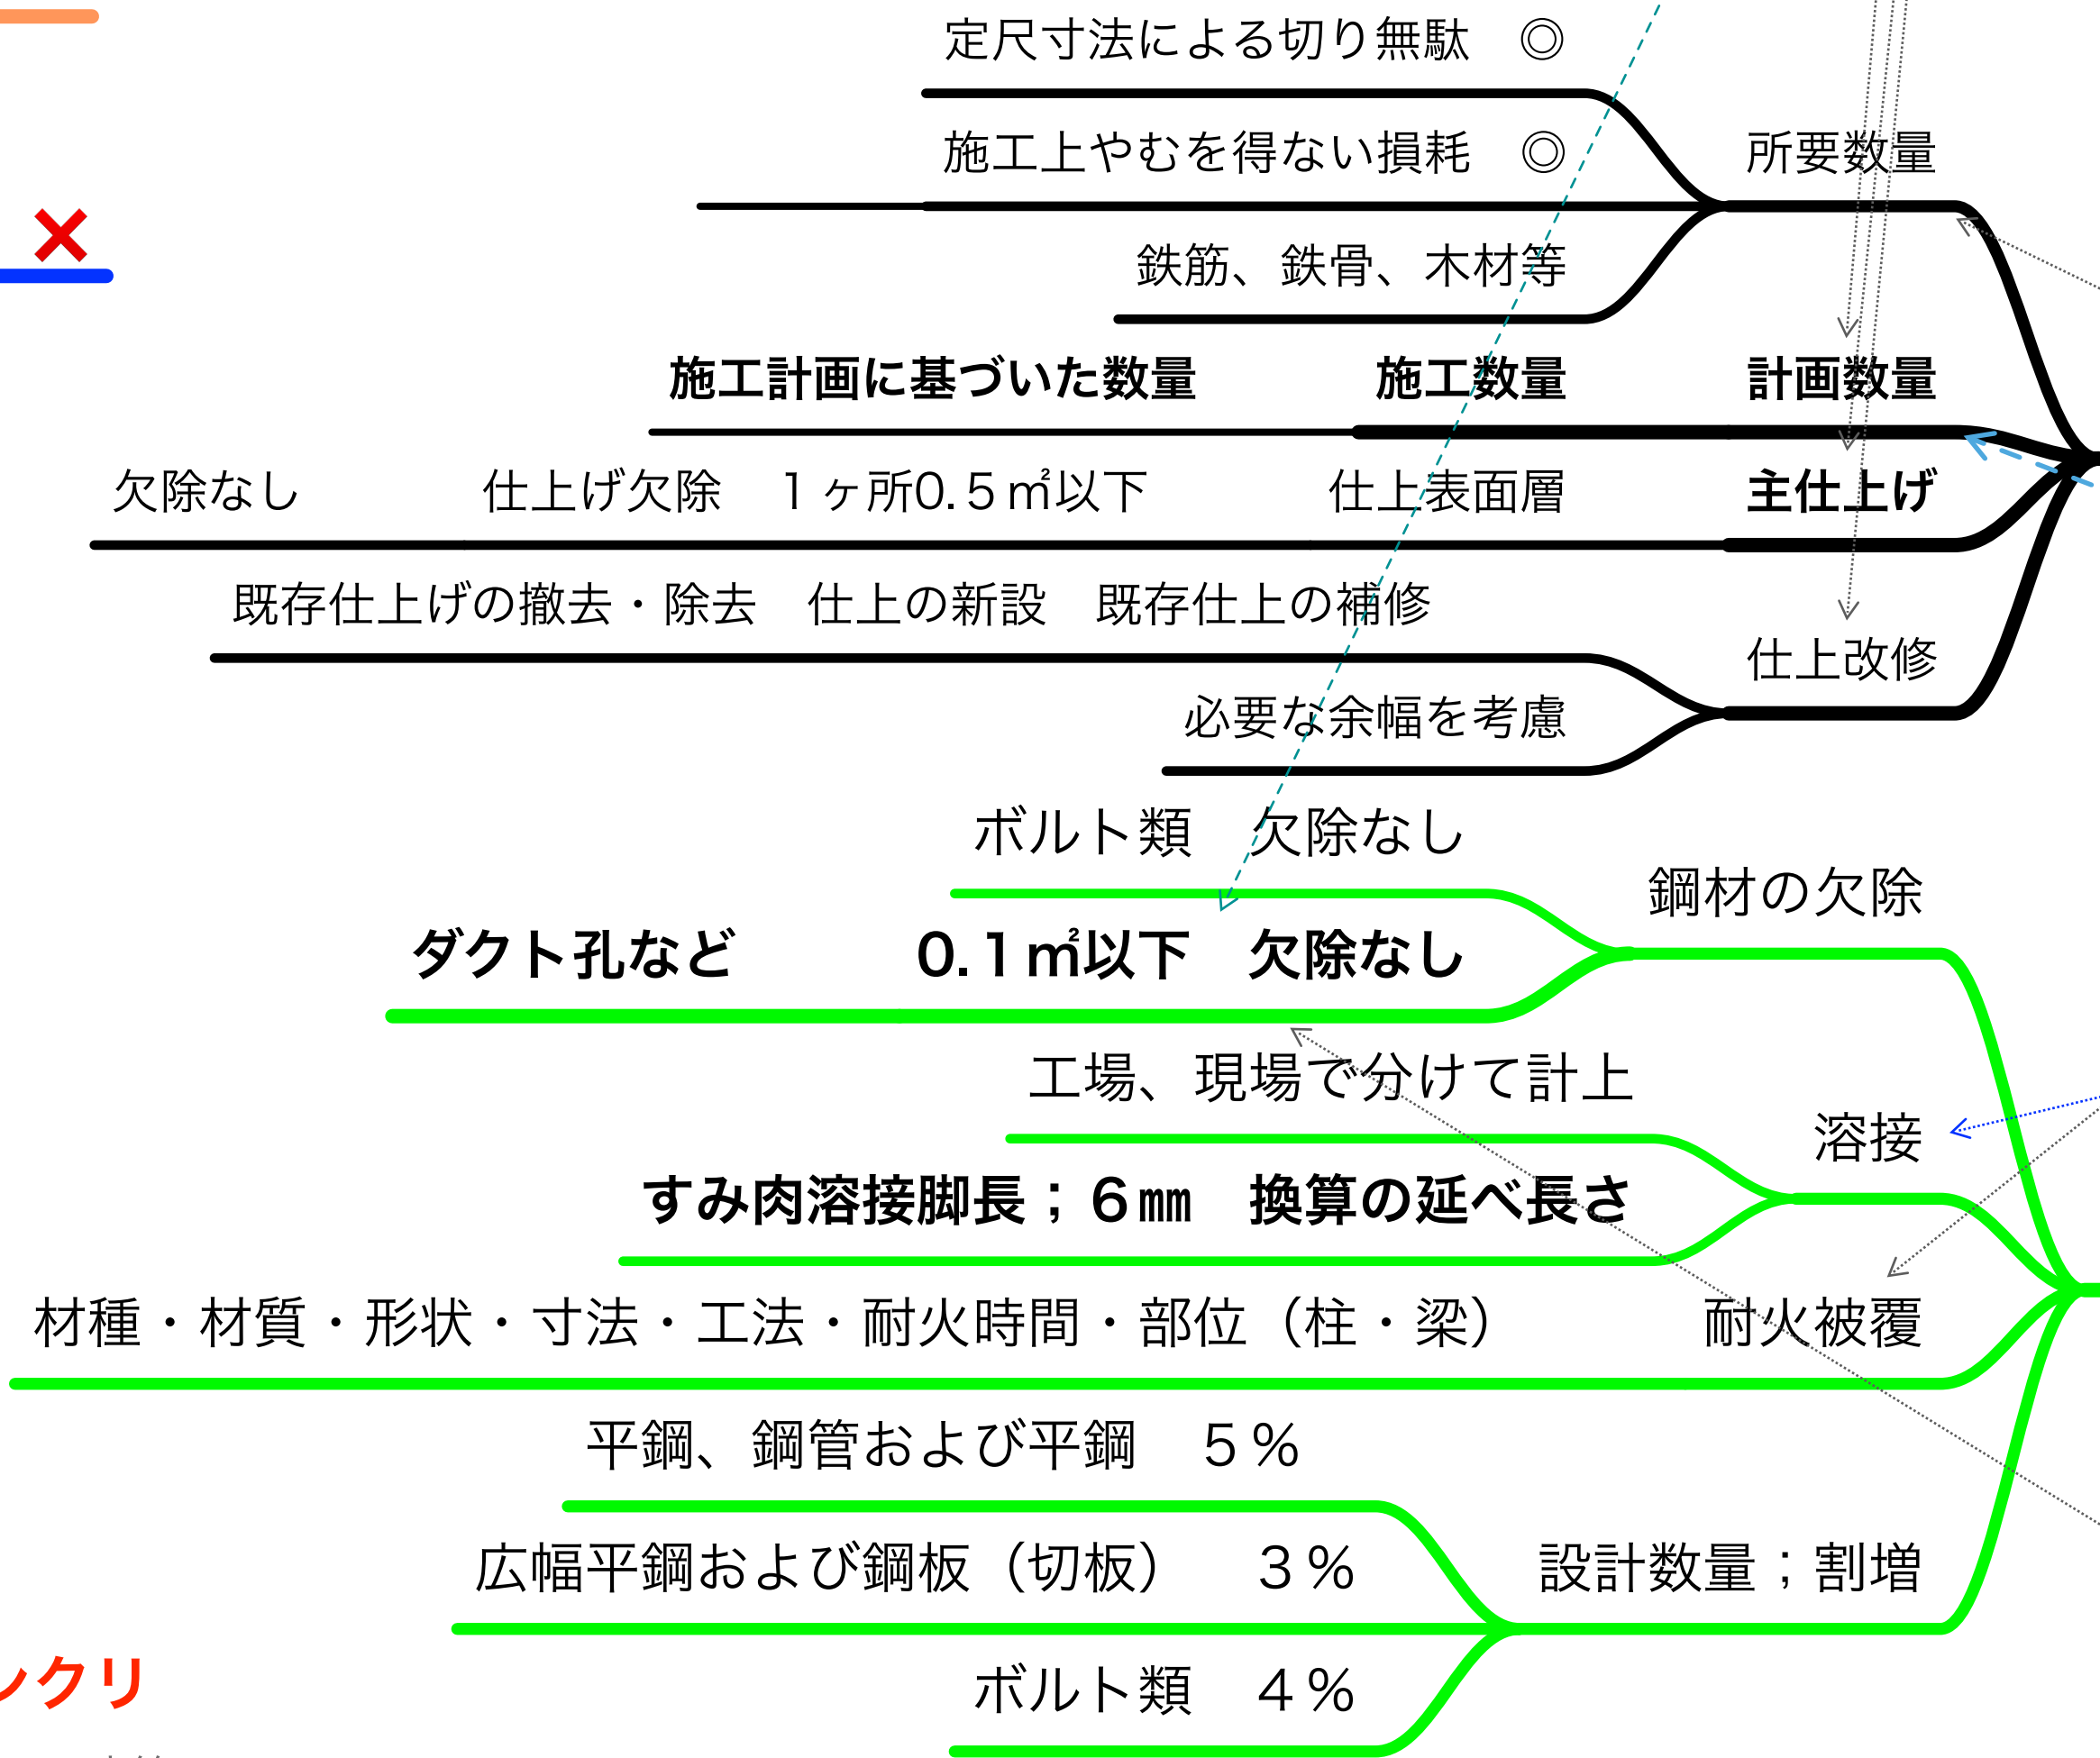 定尺寸法による切り無駄　◎
施工上やむを得ない損耗　◎
所要数量
×
鉄筋、鉄骨、木材等
施工計画に基づいた数量
施工数量
計画数量
欠除なし
仕上げ欠除　１ヶ所0.５㎡以下
仕上表面層
主仕上げ
既存仕上げの撤去・除去　仕上の新設　既存仕上の補修
仕上改修
必要な余幅を考慮
ボルト類　欠除なし
鋼材の欠除
ダクト孔など
0.１㎡以下　欠除なし
工場、現場で分けて計上
溶接
すみ肉溶接脚長；６㎜　換算の延べ長さ
材種・材質・形状・寸法・工法・耐火時間・部位（柱・梁）
耐火被覆
平鋼、鋼管および平鋼　５％
広幅平鋼および鋼板（切板）　３％
設計数量；割増
ンクリ
ボルト類　４％